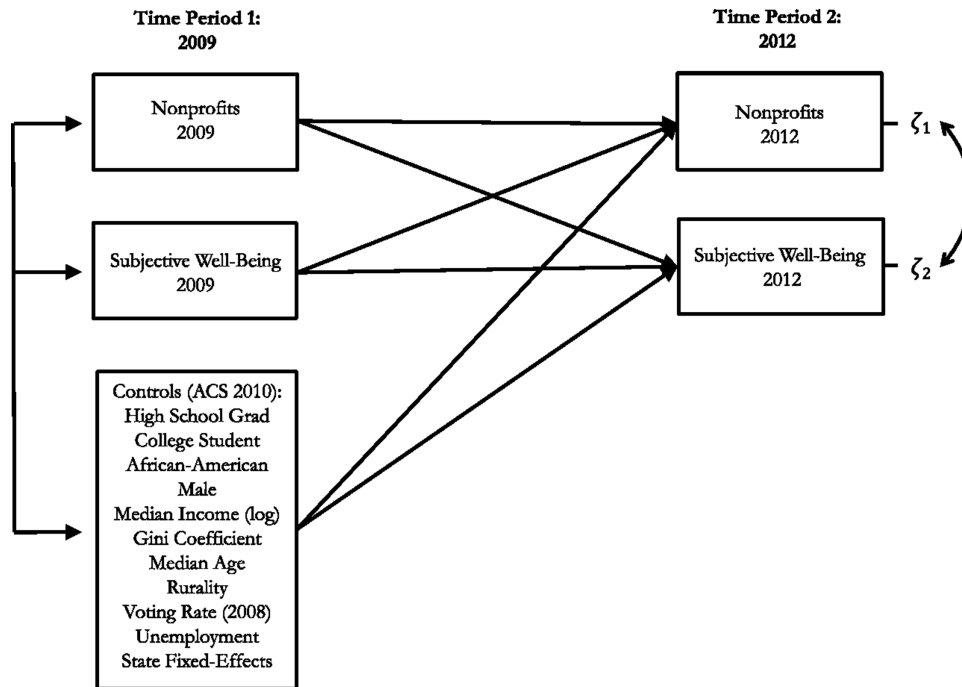 Time Period 1:
2009
Time Period 2:
2012
Nonprofits
2009
Nonprofits
2012
ζ1
Subjective Well-Being
2009
Subjective Well-Being
2012
ζ2
Controls (ACS 2010):
High School Grad
College Student
African-American
Male
Median Income (log)
Gini Coefficient
Median Age
Rurality
Voting Rate (2008)
Unemployment
State Fixed-Effects